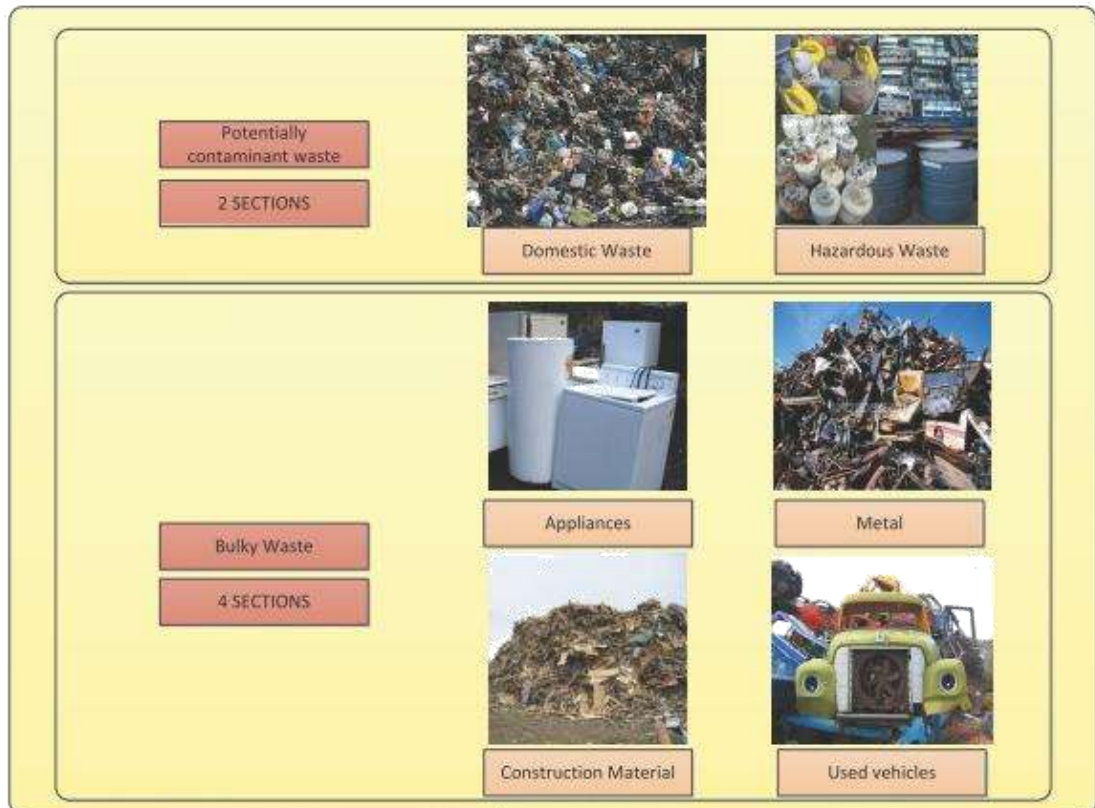 Potentially
contaminant waste
2 SECTIONS
Domestic Waste
Hazardous Waste
Bulky Waste
4 SECTIONS
Appliances
Metal
Construction Material
Used vehicles